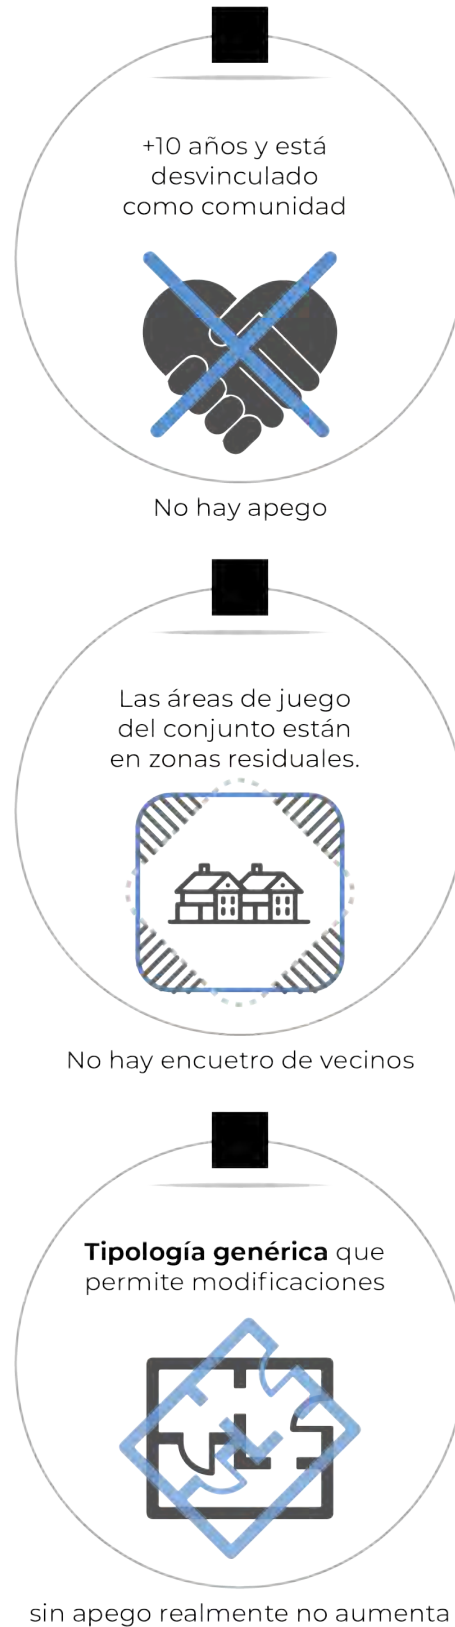 +10 años y está
desvinculado
como comunidad
No hay apego
Las áreas de juego
del conjunto están
en zonas residuales.
No hay encuetro de vecinos
Tipología genérica que
permite modificaciones
sin apego realmente no aumenta